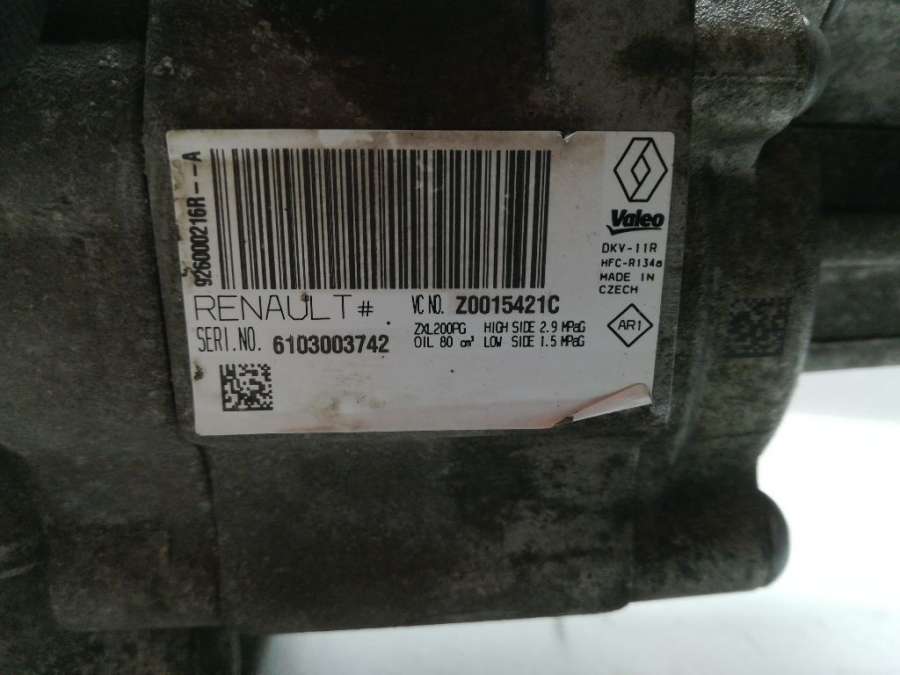 926000216R--A
Valeo
DKV-11R
HFC-R134a
MADE IN
CZECH
RENAULT #
VC NO. Z0015421C
SERI.NO. 6103003742
ZXL200PG HIGH SIDE 2.9 MPaG
OIL 80 cm³ LOW SIDE 1.5 MPaG
AR1